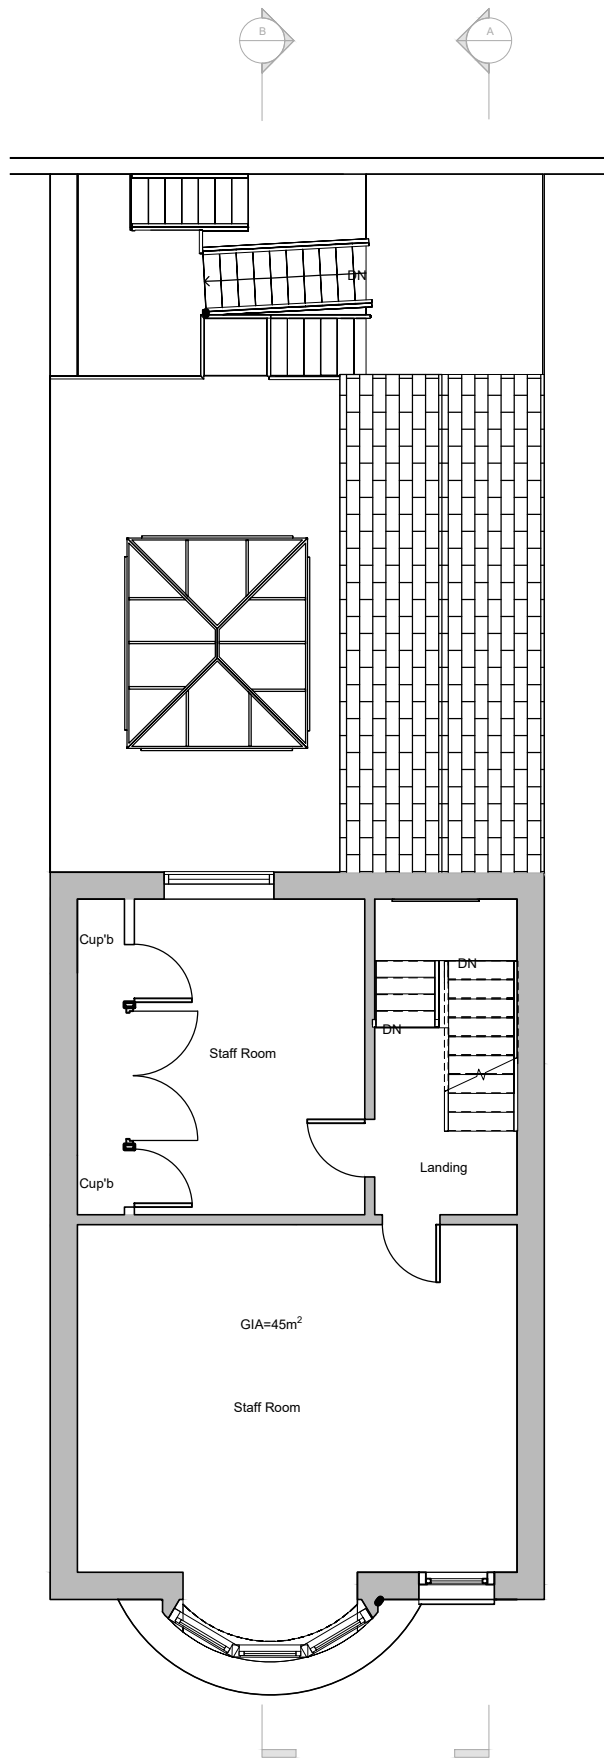 B
A
DN
Cup'b
DN
DN
Staff Room
Landing
Cup'b
GIA=45m²
Staff Room